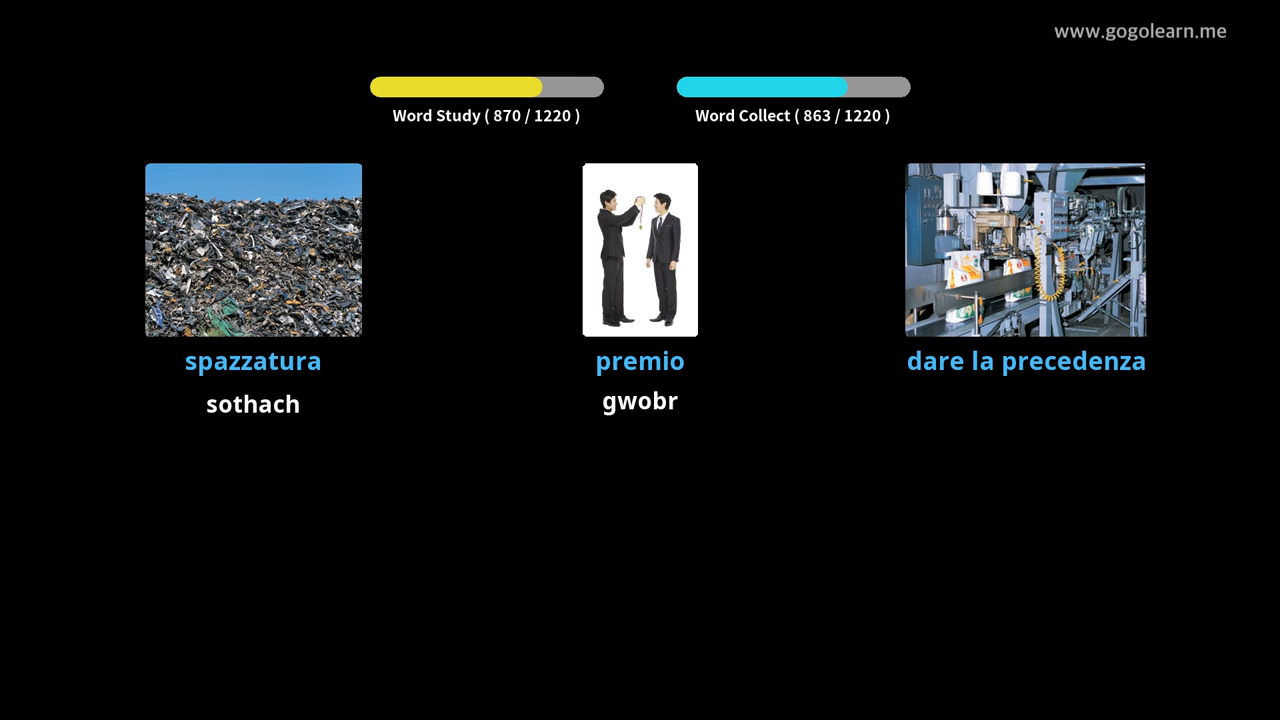 www.gogolearn.me
Word Study ( 870 / 1220 )
Word Collect ( 863 / 1220 )
spazzatura
premio
dare la precedenza
sothach
gwobr